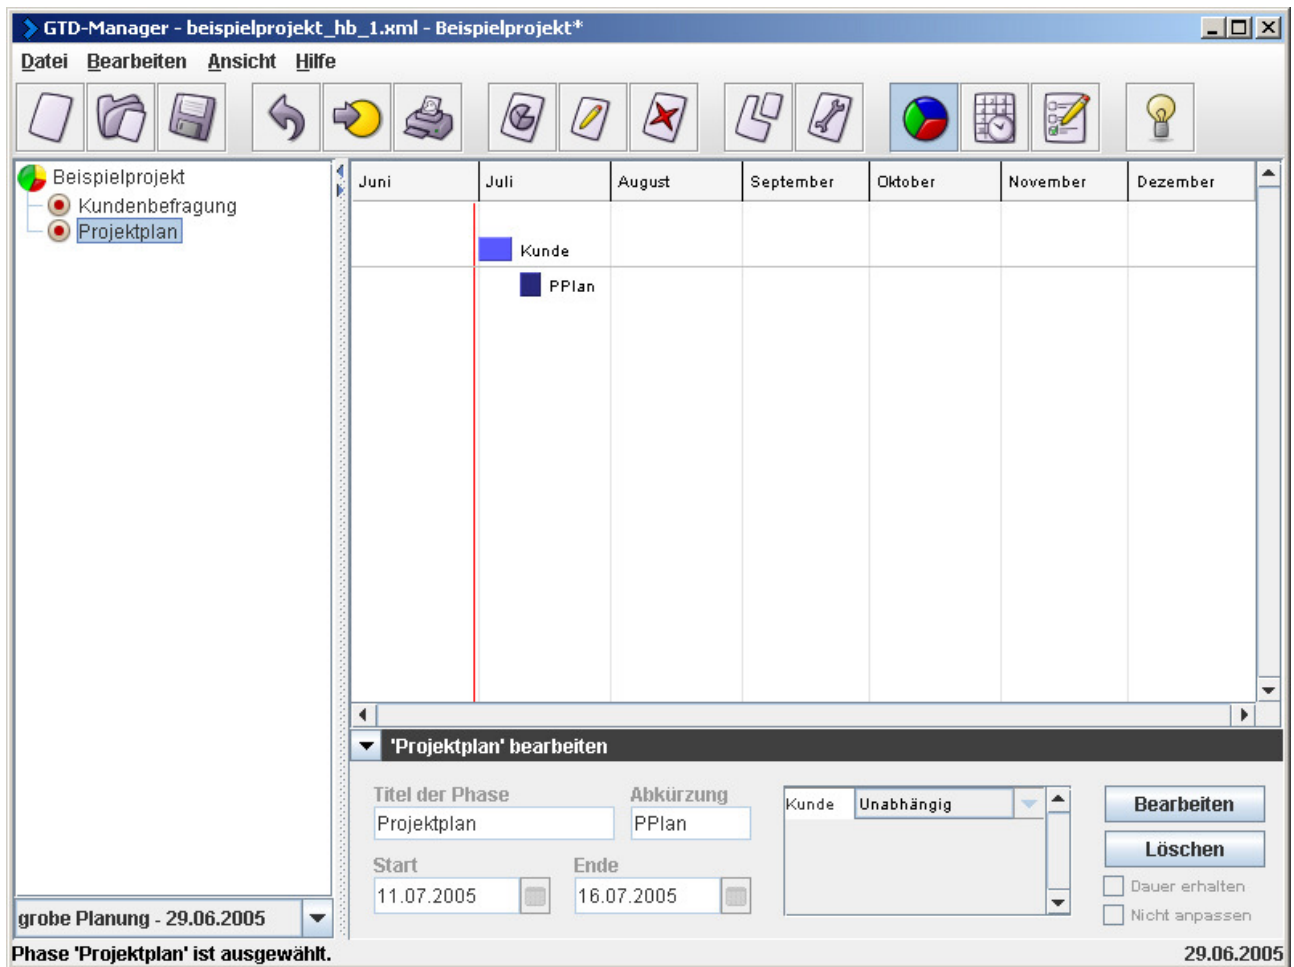 GTD-Manager - beispielprojekt_hb_1.xml - Beispielprojekt*
Datei Bearbeiten Ansicht Hilfe
Beispielprojekt
Kundenbefragung
Projektplan
Juni Juli August September Oktober November Dezember
Kunde
PPlan
'Projektplan' bearbeiten
Titel der Phase Abkürzung
Projektplan PPlan
Kunde Unabhängig
Start Ende
11.07.2005 16.07.2005
Bearbeiten
Löschen
Dauer erhalten
Nicht anpassen
grobe Planung - 29.06.2005
Phase 'Projektplan' ist ausgewählt. 29.06.2005